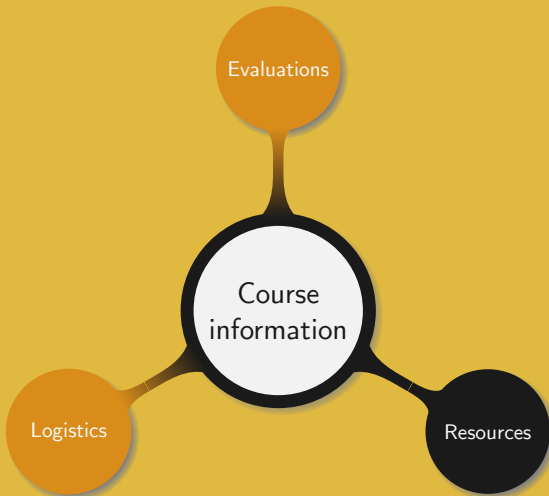 Evaluations
Course
information
Logistics
Resources